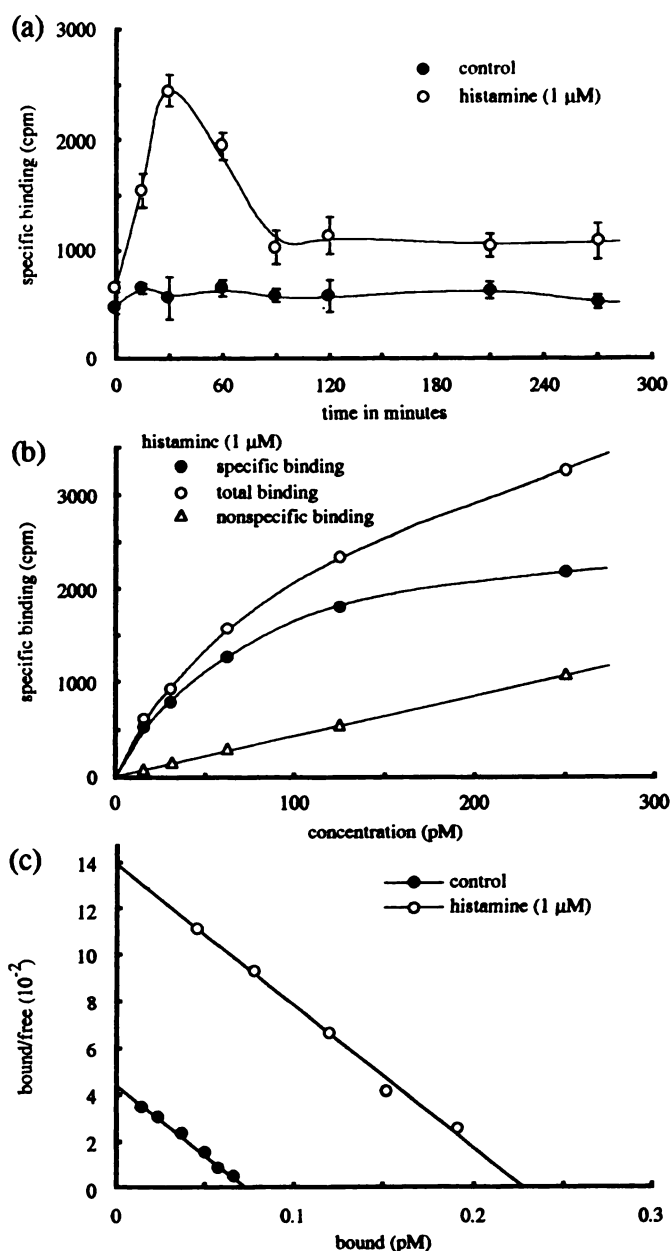 (a)
3000
2000
1000
0
specific binding (cpm)
control
histamine (1 μM)
0 60 120 180 240 300
time in minutes
(b)
histamine (1 μM)
specific binding
total binding
nonspecific binding
3000
2000
1000
0
specific binding (cpm)
0 100 200 300
concentration (pM)
(c)
14
12
10
8
6
4
2
0
bound/free (10⁻²)
control
histamine (1 μM)
0 0.1 0.2 0.3
bound (pM)